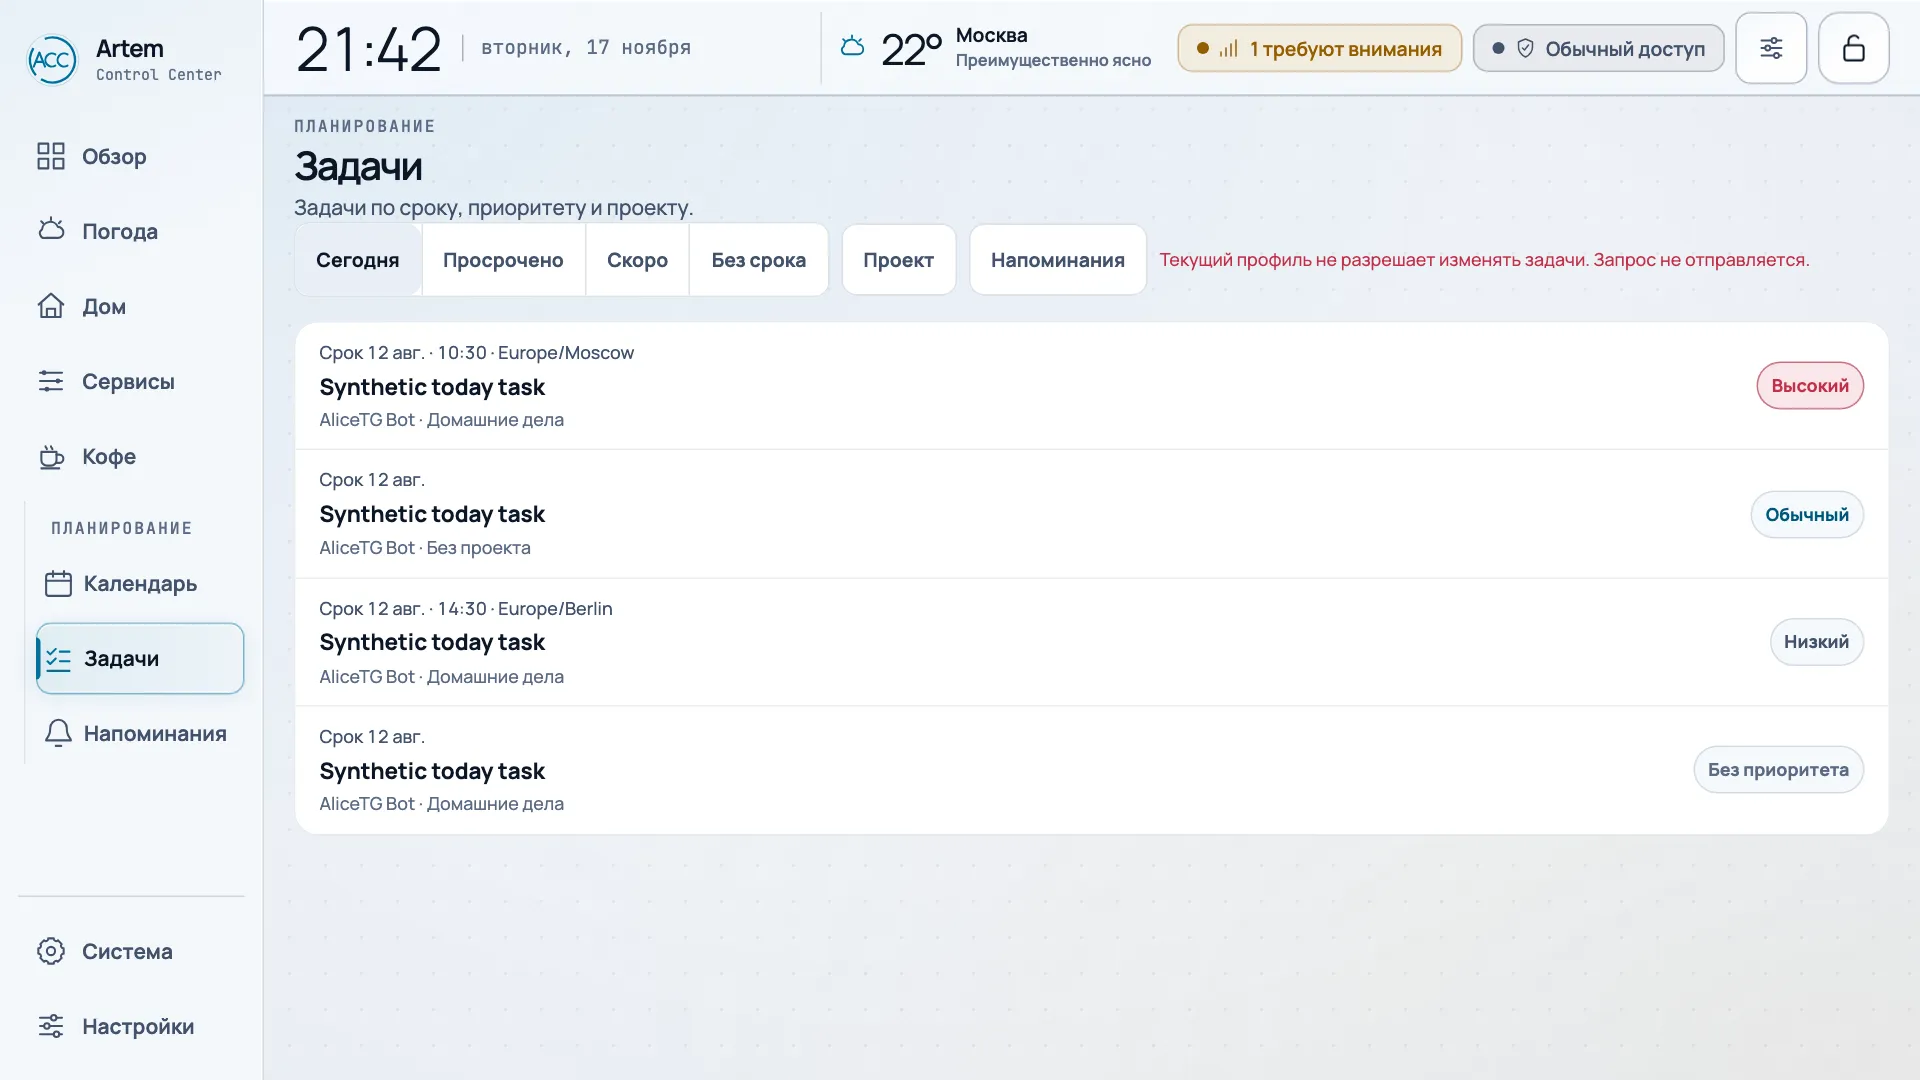 ACC
Artem
Control Center
21:42
вторник, 17 ноября
22°
Москва
Преимущественно ясно
1 требуют внимания
Обычный доступ
Обзор
Погода
Дом
Сервисы
Кофе
ПЛАНИРОВАНИЕ
Календарь
Задачи
Напоминания
Система
Настройки
ПЛАНИРОВАНИЕ
Задачи
Задачи по сроку, приоритету и проекту.
Сегодня
Просрочено
Скоро
Без срока
Проект
Напоминания
Текущий профиль не разрешает изменять задачи. Запрос не отправляется.
Срок 12 авг. · 10:30 · Europe/Moscow
Synthetic today task
AliceTG Bot · Домашние дела
Высокий
Срок 12 авг.
Synthetic today task
AliceTG Bot · Без проекта
Обычный
Срок 12 авг. · 14:30 · Europe/Berlin
Synthetic today task
AliceTG Bot · Домашние дела
Низкий
Срок 12 авг.
Synthetic today task
AliceTG Bot · Домашние дела
Без приоритета